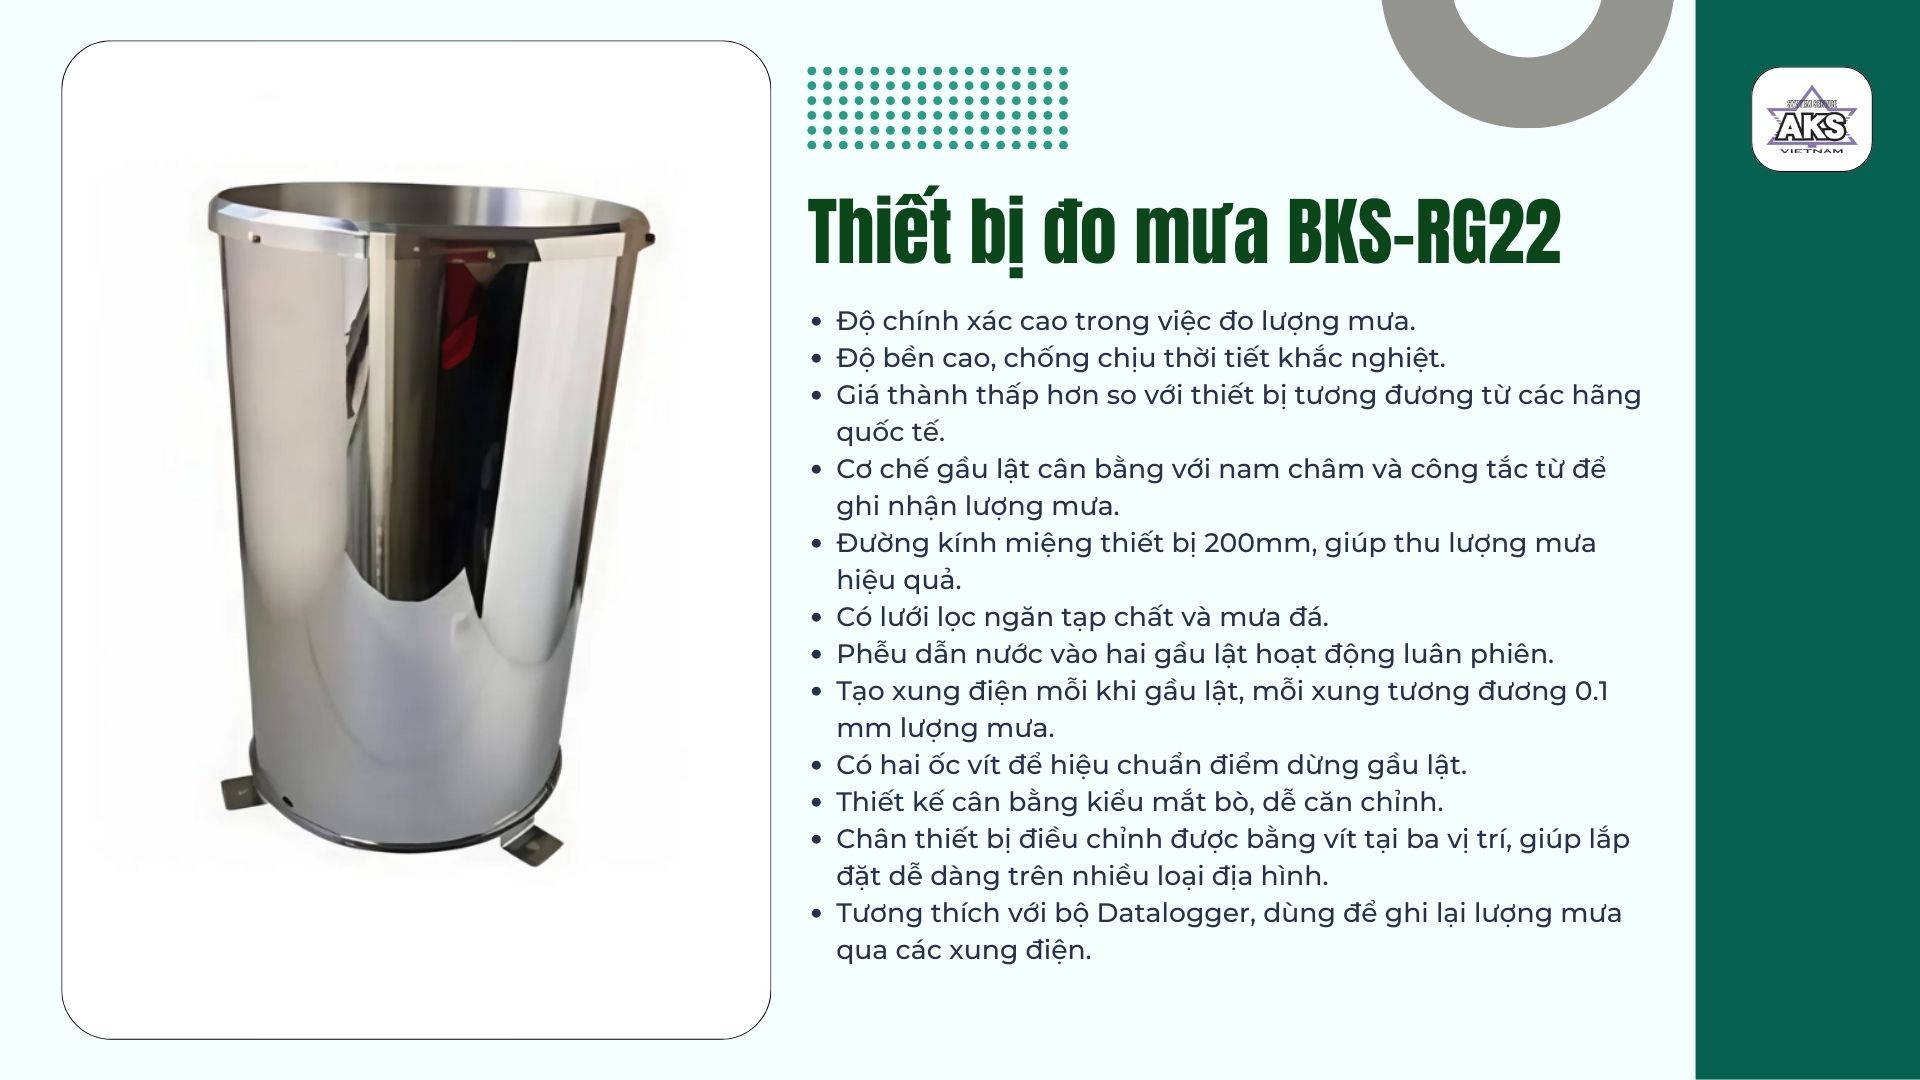 SYSTEM SERVICE
AKS
VIETNAM
Thiết bị đo mưa BKS-RG22
• Độ chính xác cao trong việc đo lượng mưa.
• Độ bền cao, chống chịu thời tiết khắc nghiệt.
• Giá thành thấp hơn so với thiết bị tương đương từ các hãng
quốc tế.
• Cơ chế gầu lật cân bằng với nam châm và công tắc từ để
ghi nhận lượng mưa.
• Đường kính miệng thiết bị 200mm, giúp thu lượng mưa
hiệu quả.
• Có lưới lọc ngăn tạp chất và mưa đá.
• Phễu dẫn nước vào hai gầu lật hoạt động luân phiên.
• Tạo xung điện mỗi khi gầu lật, mỗi xung tương đương 0.1
mm lượng mưa.
• Có hai ốc vít để hiệu chuẩn điểm dừng gầu lật.
• Thiết kế cân bằng kiểu mắt bò, dễ căn chỉnh.
• Chân thiết bị điều chỉnh được bằng vít tại ba vị trí, giúp lắp
đặt dễ dàng trên nhiều loại địa hình.
• Tương thích với bộ Datalogger, dùng để ghi lại lượng mưa
qua các xung điện.